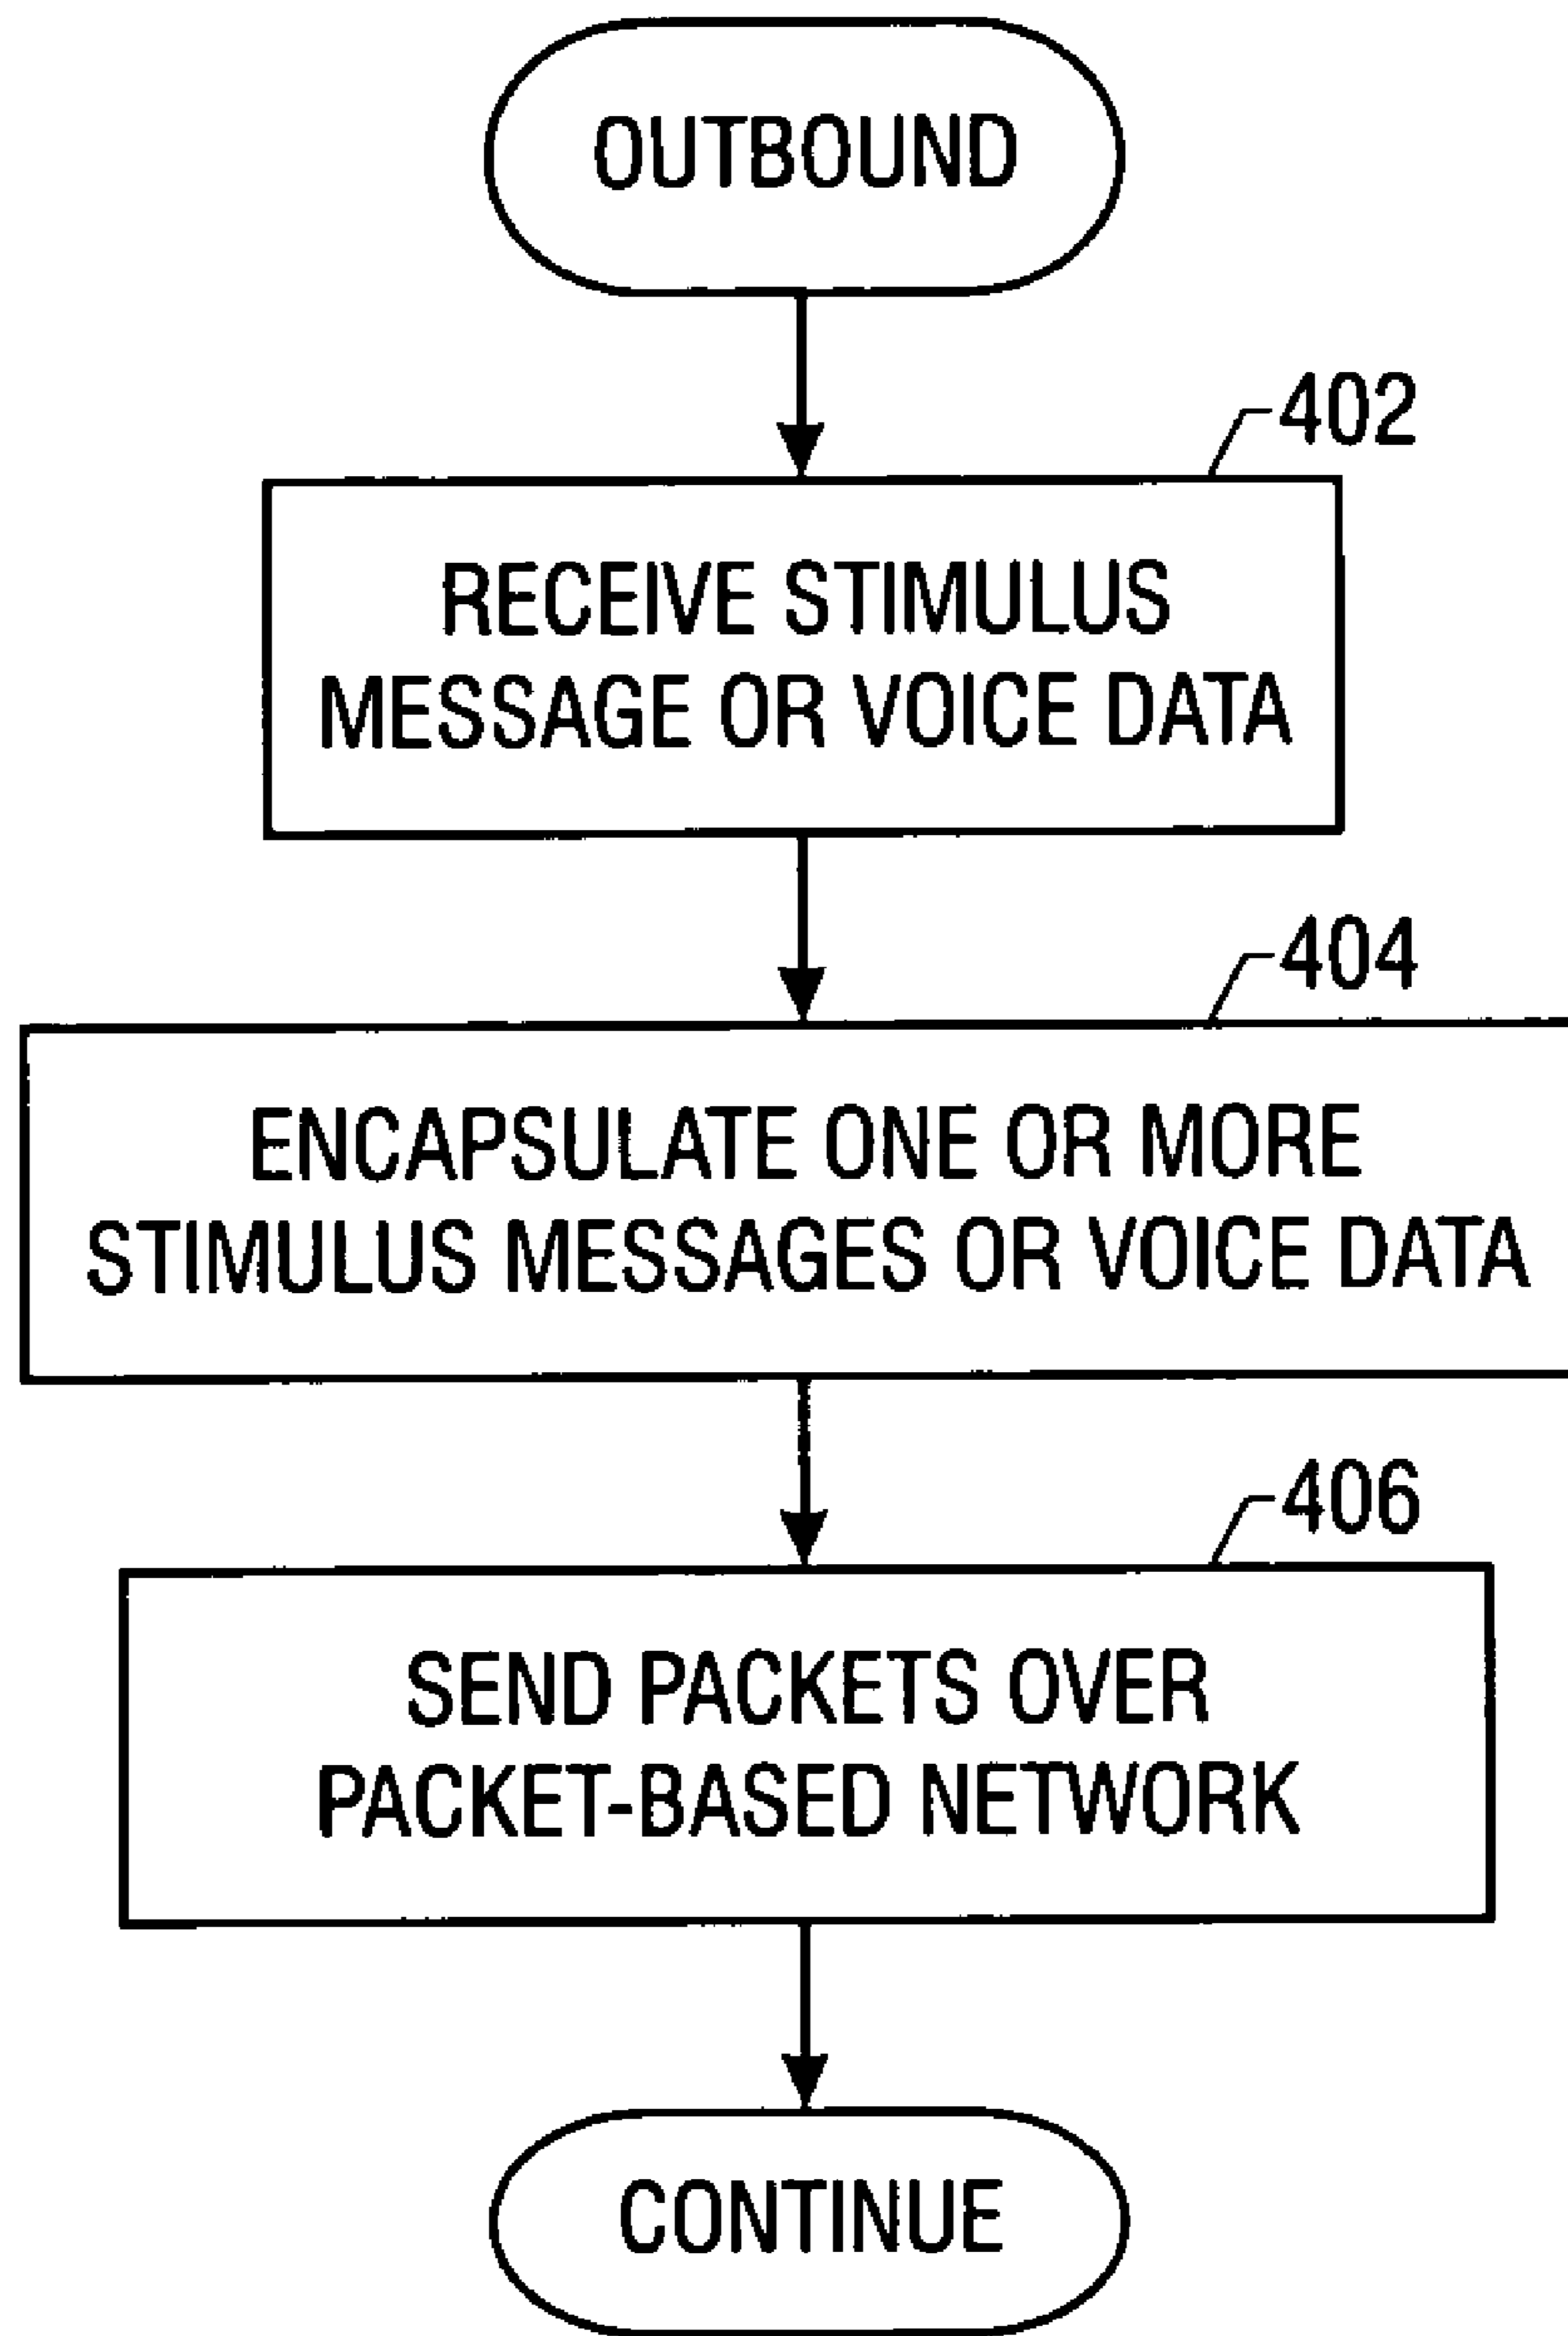 OUTBOUND
402
RECEIVE STIMULUS
MESSAGE OR VOICE DATA
404
ENCAPSULATE ONE OR MORE
STIMULUS MESSAGES OR VOICE DATA
406
SEND PACKETS OVER
PACKET-BASED NETWORK
CONTINUE